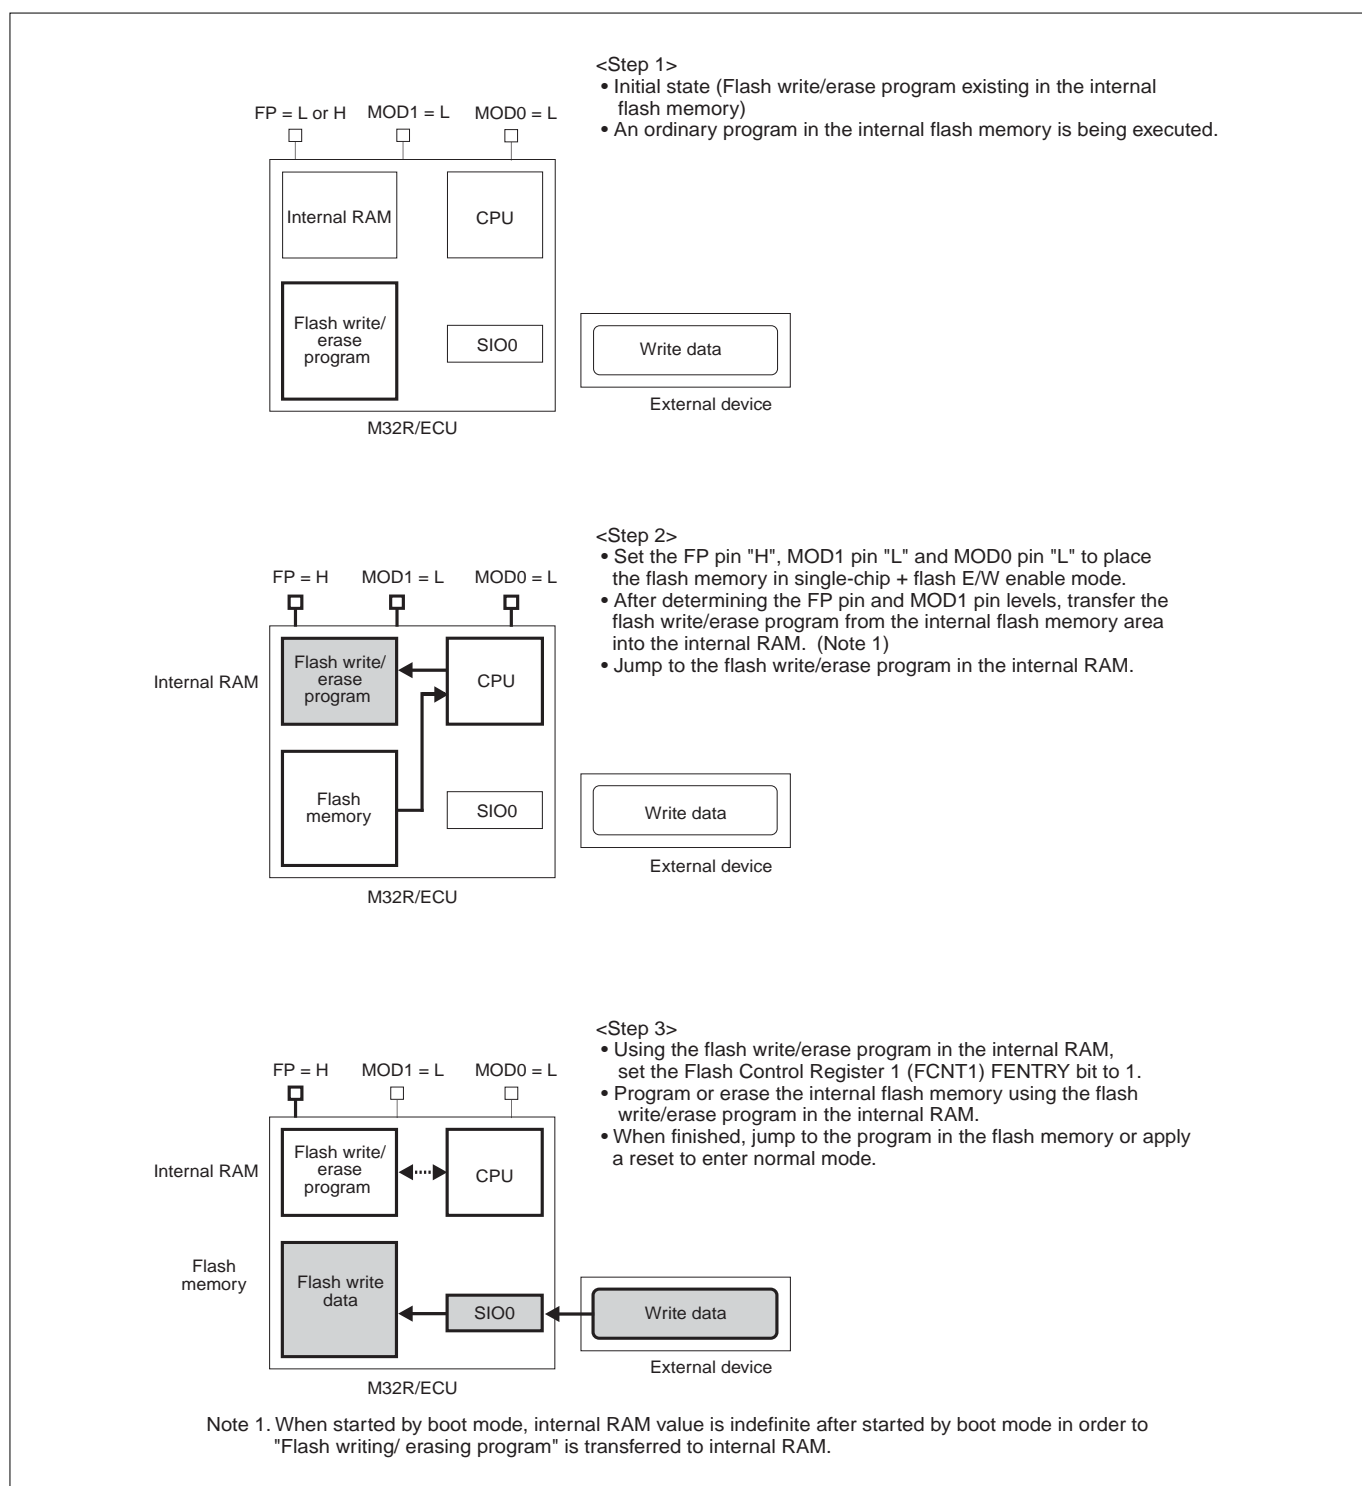 <Step 1>
• Initial state (Flash write/erase program existing in the internal
flash memory)
• An ordinary program in the internal flash memory is being executed.
FP = L or H MOD1 = L MOD0 = L
Internal RAM CPU
Flash write/
erase
program
SIO0
Write data
External device
M32R/ECU
<Step 2>
• Set the FP pin "H", MOD1 pin "L" and MOD0 pin "L" to place
the flash memory in single-chip + flash E/W enable mode.
• After determining the FP pin and MOD1 pin levels, transfer the
flash write/erase program from the internal flash memory area
into the internal RAM. (Note 1)
• Jump to the flash write/erase program in the internal RAM.
FP = H MOD1 = L MOD0 = L
Internal RAM
Flash write/
erase
program
CPU
Flash
memory
SIO0
Write data
External device
M32R/ECU
<Step 3>
• Using the flash write/erase program in the internal RAM,
set the Flash Control Register 1 (FCNT1) FENTRY bit to 1.
• Program or erase the internal flash memory using the flash
write/erase program in the internal RAM.
• When finished, jump to the program in the flash memory or apply
a reset to enter normal mode.
FP = H MOD1 = L MOD0 = L
Internal RAM
Flash write/
erase
program
CPU
Flash
memory
Flash write
data
SIO0
Write data
External device
M32R/ECU
Note 1. When started by boot mode, internal RAM value is indefinite after started by boot mode in order to
"Flash writing/ erasing program" is transferred to internal RAM.